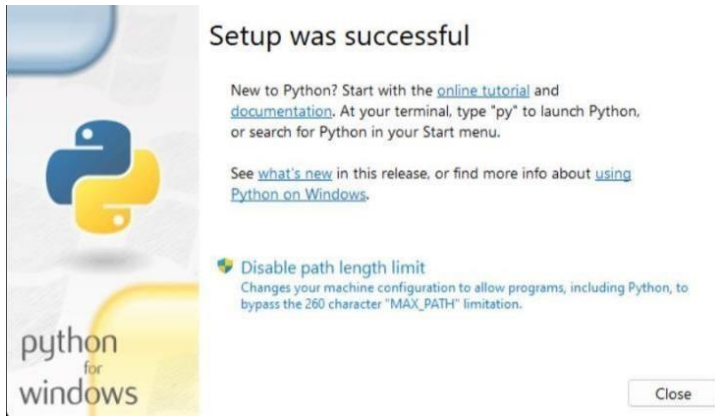 Setup was successful
New to Python? Start with the online tutorial and
documentation. At your terminal, type "py" to launch Python,
or search for Python in your Start menu.
See what's new in this release, or find more info about using
Python on Windows.
Disable path length limit
Changes your machine configuration to allow programs, including Python, to
bypass the 260 character "MAX_PATH" limitation.
python
for
windows
Close